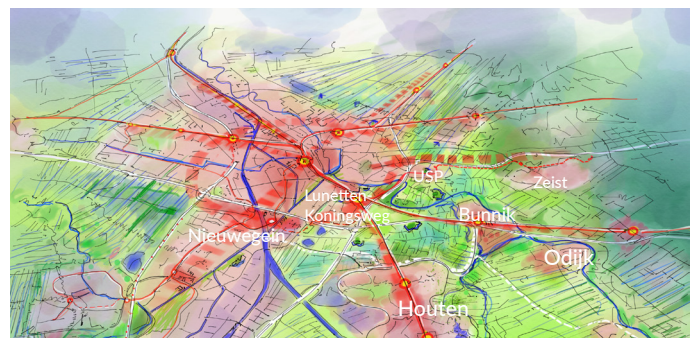 USP
Zeist
Lunetten-
Koningsweg
Bunnik
Nieuwegein
Odijk
Houten